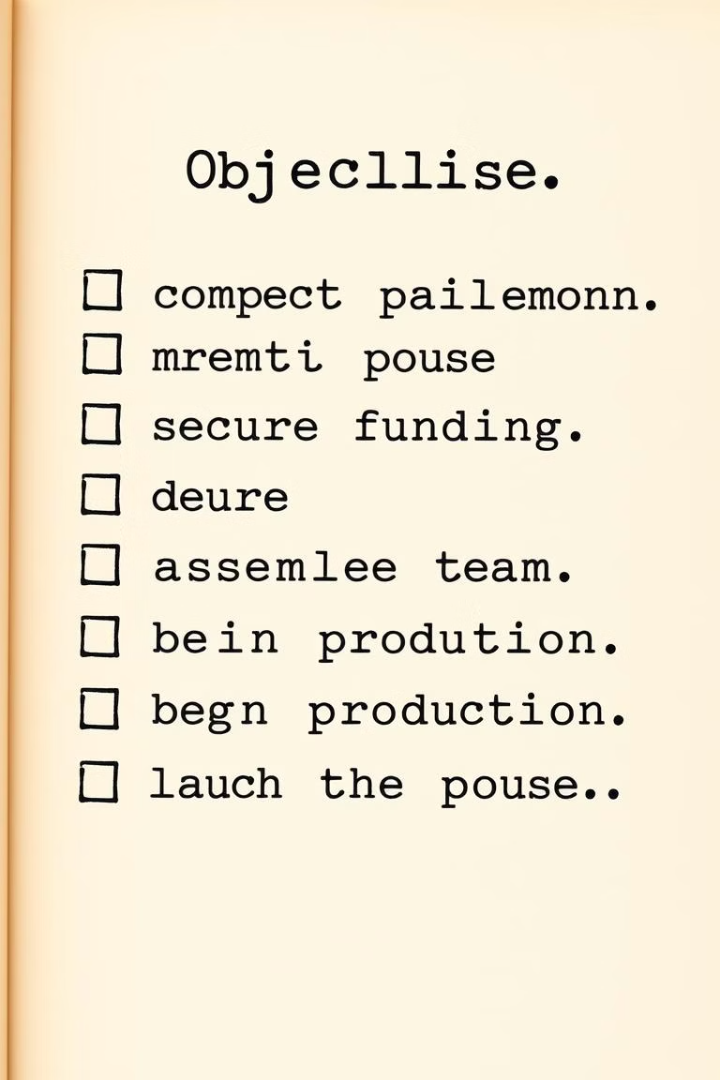 Objecllise.
compect pailemonn.
mremti pouse
secure funding.
deure
assemlee team.
bein prodution.
begn production.
lauch the pouse..